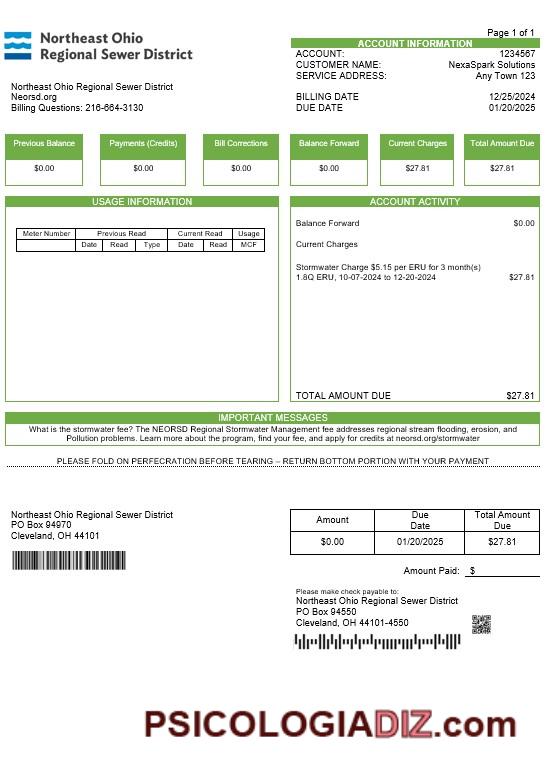 Northeast Ohio
Regional Sewer District
Page 1 of 1
ACCOUNT INFORMATION
ACCOUNT: 1234567
CUSTOMER NAME: NexaSpark Solutions
SERVICE ADDRESS: Any Town 123
Northeast Ohio Regional Sewer District
Neorsd.org
Billing Questions: 216-664-3130
BILLING DATE 12/25/2024
DUE DATE 01/20/2025
Previous Balance Payments (Credits) Bill Corrections Balance Forward Current Charges Total Amount Due
$0.00 $0.00 $0.00 $0.00 $27.81 $27.81
USAGE INFORMATION
Meter Number Previous Read Current Read Usage
Date Read Type Date Read MCF
ACCOUNT ACTIVITY
Balance Forward $0.00
Current Charges
Stormwater Charge $5.15 per ERU for 3 month(s)
1.8Q ERU, 10-07-2024 to 12-20-2024 $27.81
TOTAL AMOUNT DUE $27.81
IMPORTANT MESSAGES
What is the stormwater fee? The NEORSD Regional Stormwater Management fee addresses regional stream flooding, erosion, and
Pollution problems. Learn more about the program, find your fee, and apply for credits at neorsd.org/stormwater
PLEASE FOLD ON PERFECRATION BEFORE TEARING – RETURN BOTTOM PORTION WITH YOUR PAYMENT
Northeast Ohio Regional Sewer District
PO Box 94970
Cleveland, OH 44101
Amount Due Date Total Amount Due
$0.00 01/20/2025 $27.81
Amount Paid: $
Please make check payable to:
Northeast Ohio Regional Sewer District
PO Box 94550
Cleveland, OH 44101-4550
PSICOLOGIADIZ.com